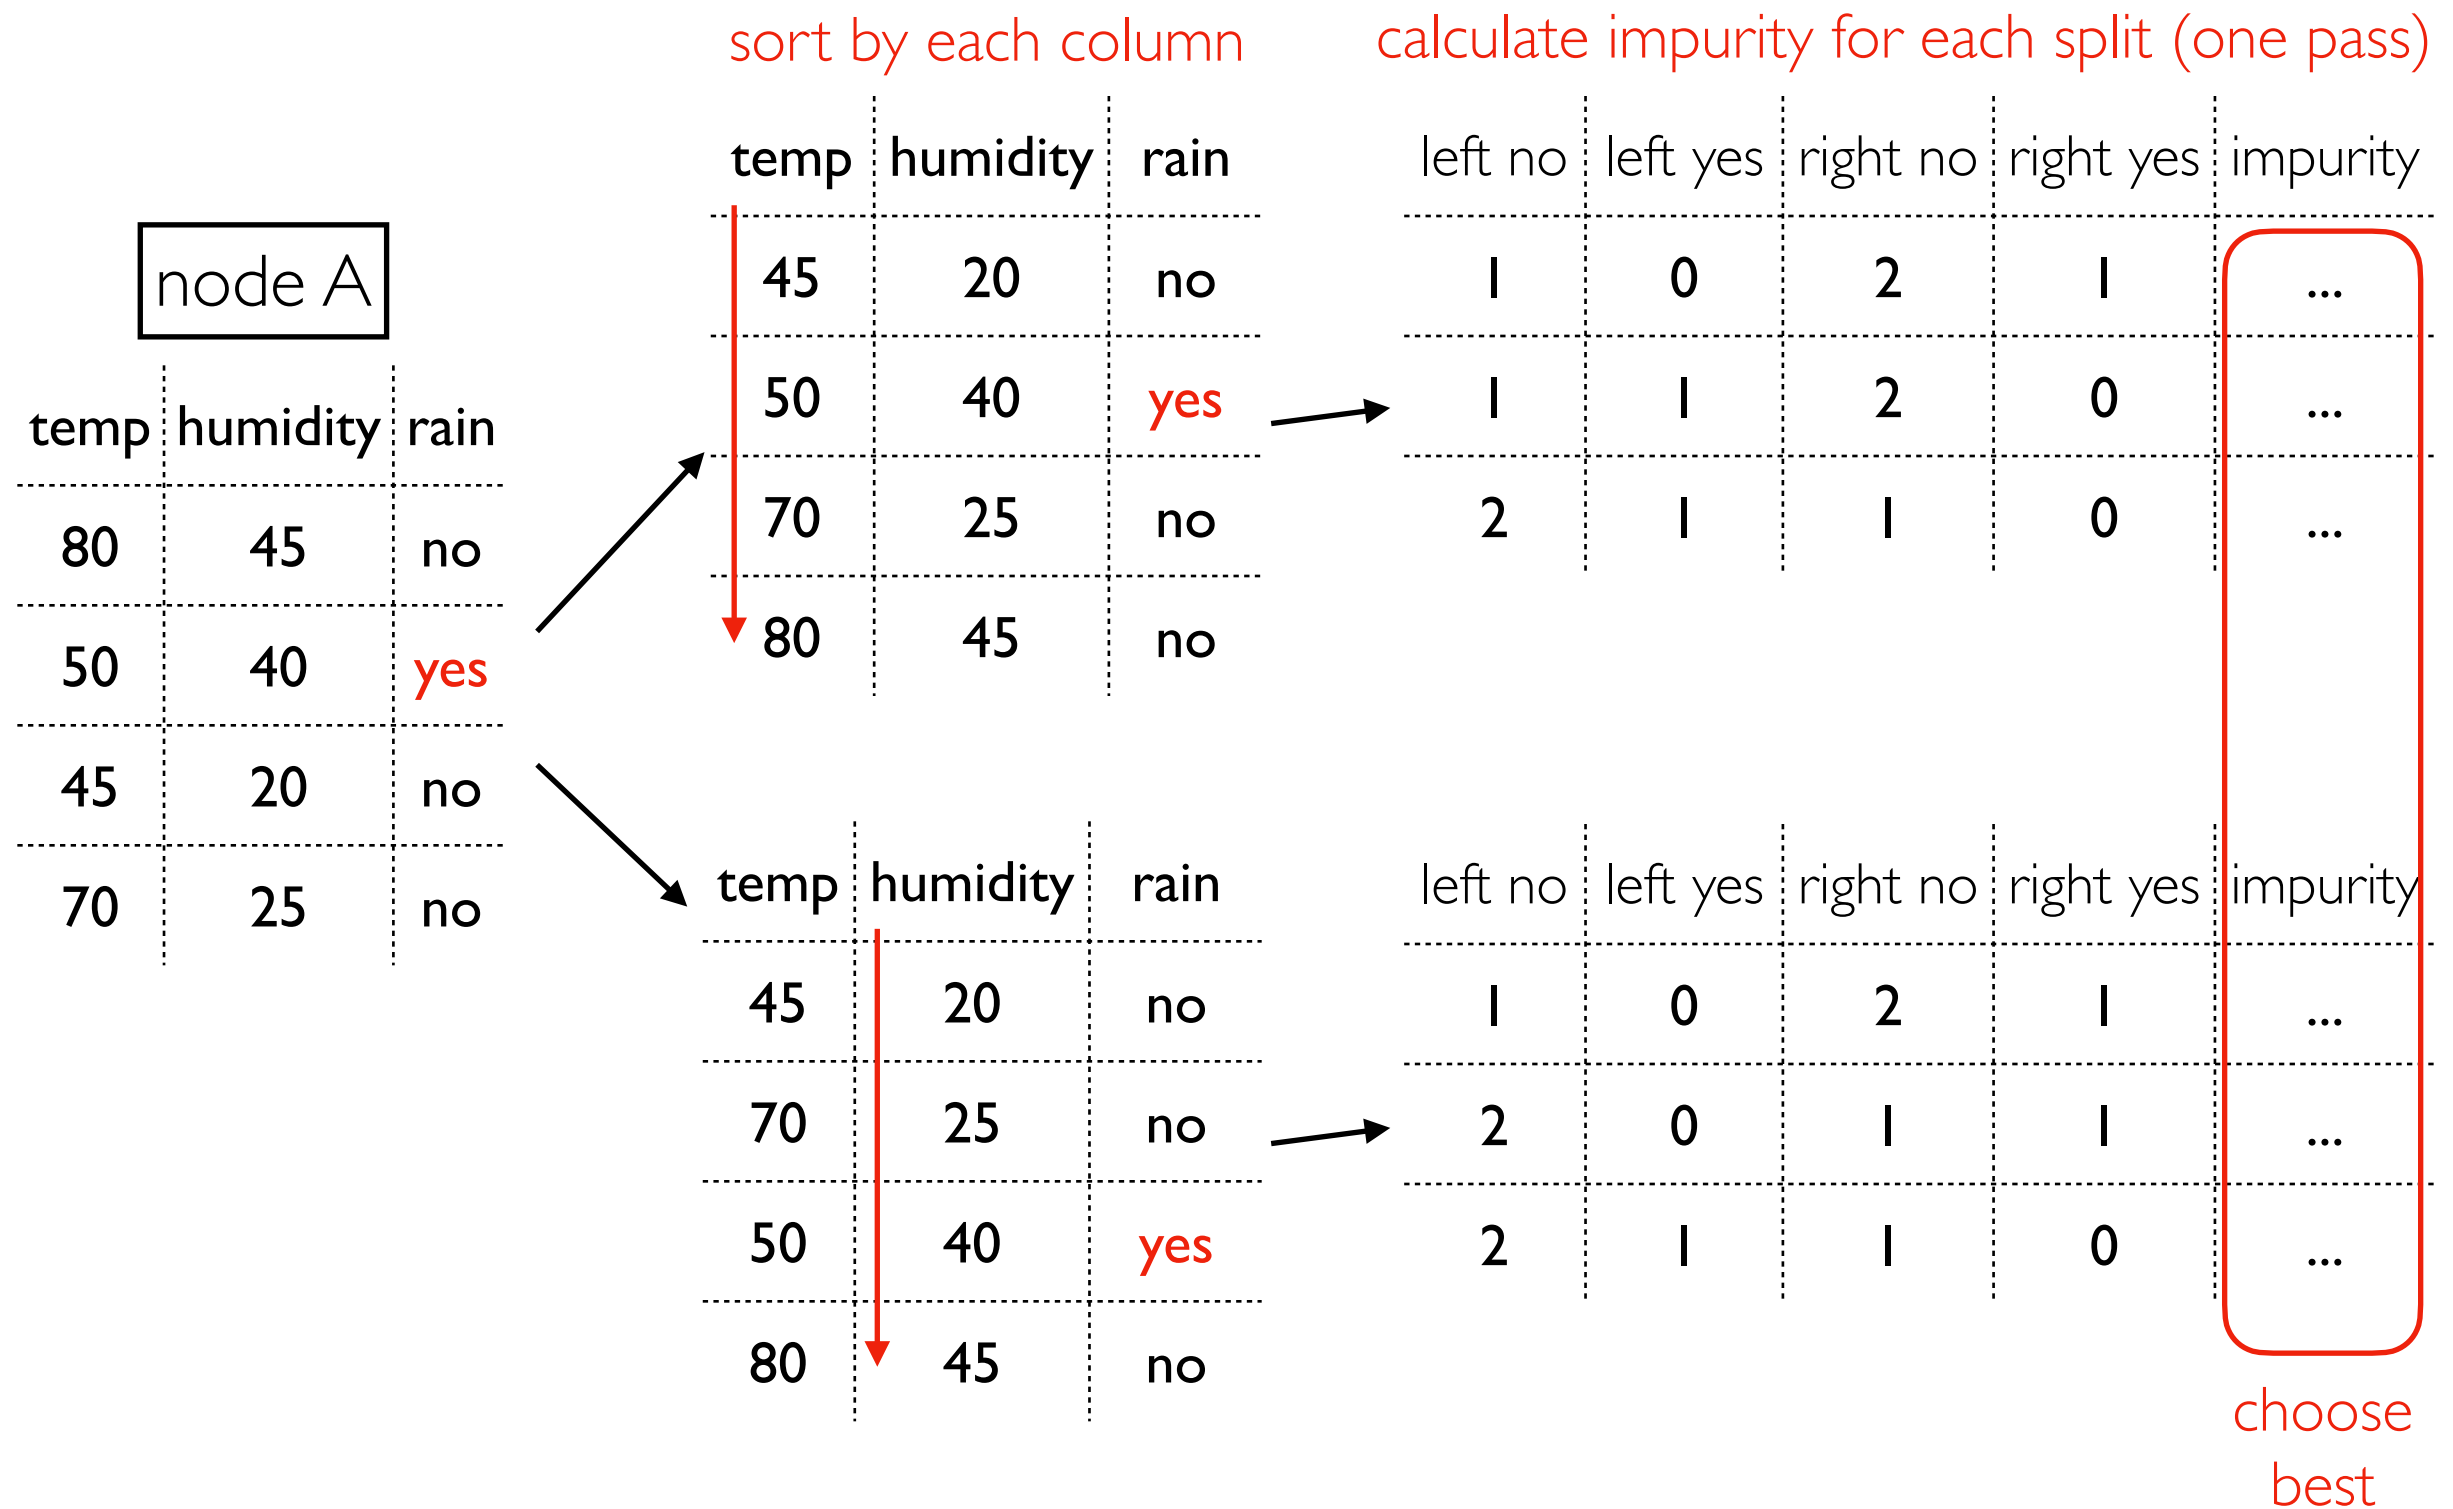 sort by each column
calculate impurity for each split (one pass)
node A
temp humidity rain
80 45 no
50 40 yes
45 20 no
70 25 no
temp humidity rain
45 20 no
50 40 yes
70 25 no
80 45 no
left no left yes right no right yes impurity
1 0 2 1 ...
1 1 2 0 ...
2 1 1 0 ...
temp humidity rain
45 20 no
70 25 no
50 40 yes
80 45 no
left no left yes right no right yes impurity
1 0 2 1 ...
2 0 1 1 ...
2 1 1 0 ...
choose
best